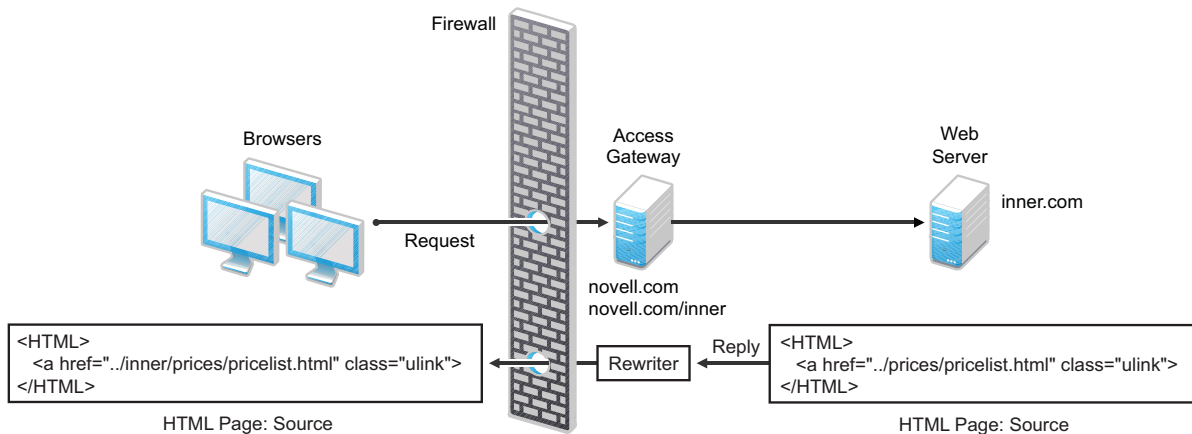 Firewall
Browsers
Access
Gateway
Web
Server
inner.com
Request
novell.com
novell.com/inner
<HTML>
<a href="../inner/prices/pricelist.html" class="ulink">
</HTML>
HTML Page: Source
Rewriter
Reply
<HTML>
<a href="../prices/pricelist.html" class="ulink">
</HTML>
HTML Page: Source